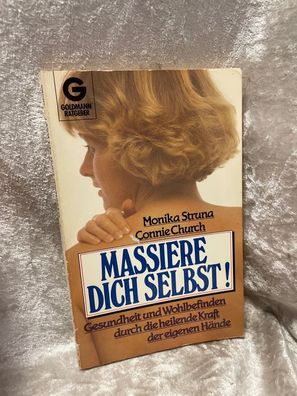 G
GOLDMANN
RATGEBER
Monika Struna
Connie Church
MASSIERE
DICH SELBST!
Gesundheit und Wohlbefinden
durch die heilende Kraft
der eigenen Hände